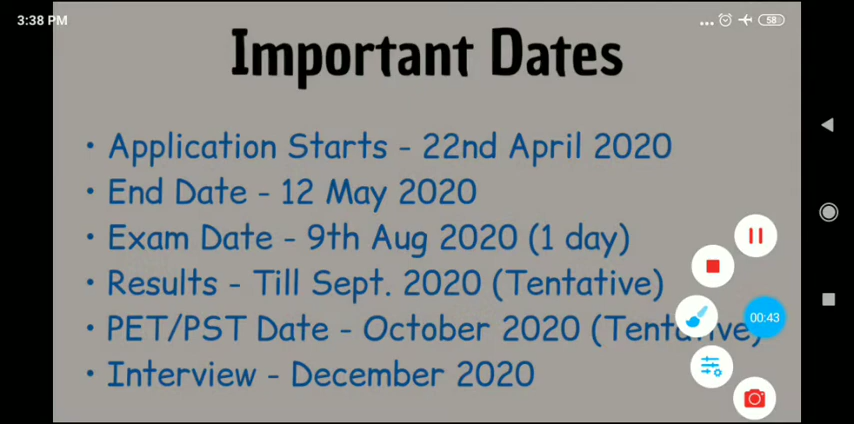 3:38 PM
58
Important Dates
• Application Starts - 22nd April 2020
• End Date - 12 May 2020
• Exam Date - 9th Aug 2020 (1 day)
• Results - Till Sept. 2020 (Tentative)
• PET/PST Date - October 2020 (Tentative)
00:43
• Interview - December 2020